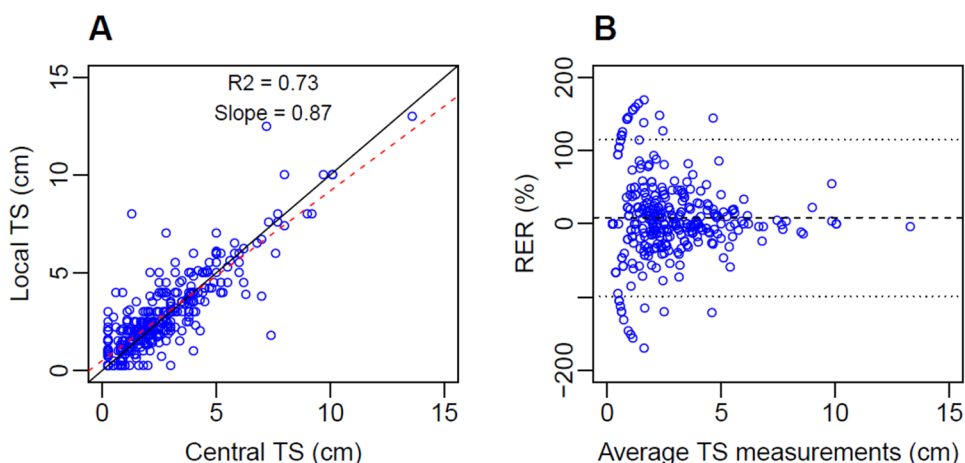 A
R2 = 0.73
Slope = 0.87
Local TS (cm)
15
10
5
0
0 5 10 15
Central TS (cm)
B
RER (%)
200
100
0
−200
0 5 10 15
Average TS measurements (cm)